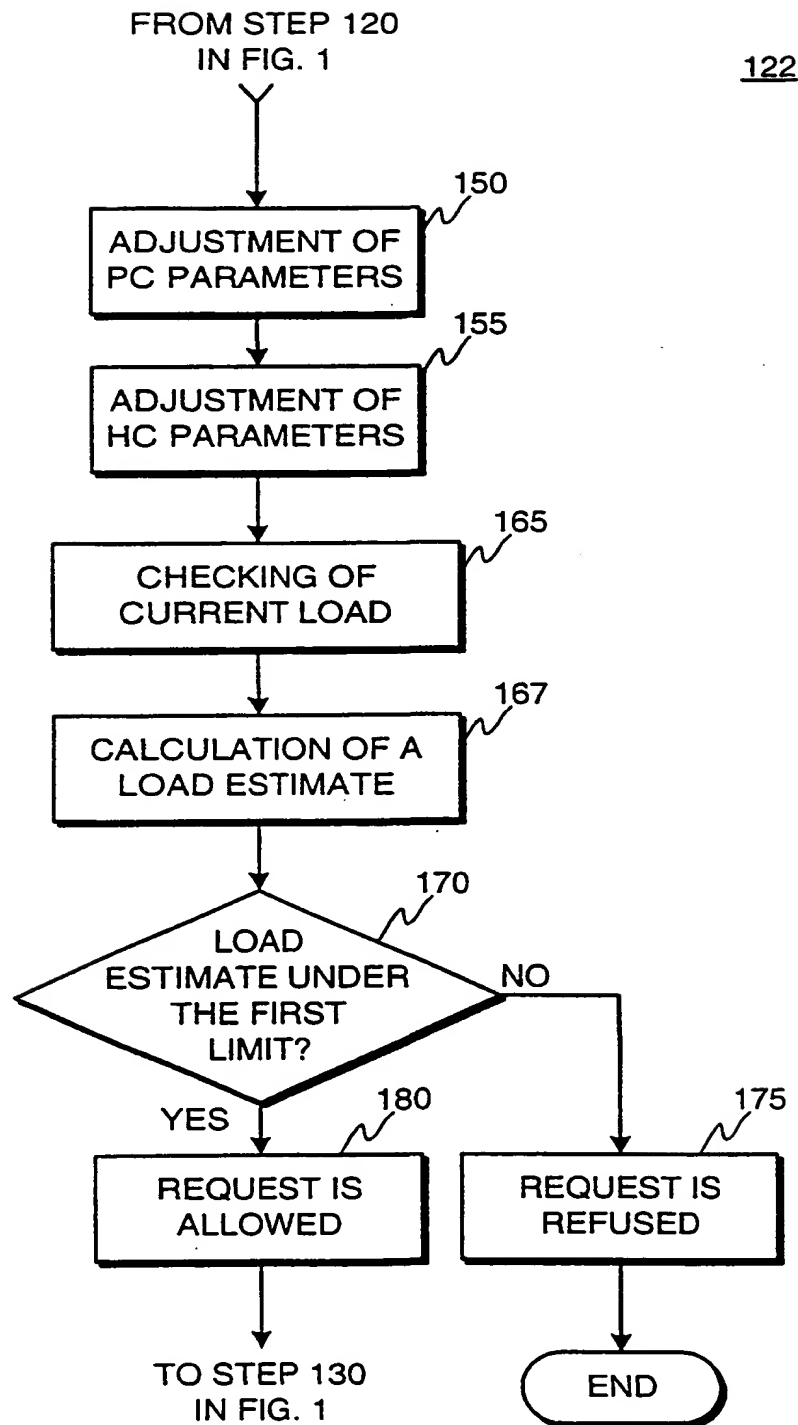 FROM STEP 120
IN FIG. 1
122
150
ADJUSTMENT OF
PC PARAMETERS
155
ADJUSTMENT OF
HC PARAMETERS
165
CHECKING OF
CURRENT LOAD
167
CALCULATION OF A
LOAD ESTIMATE
170
LOAD
ESTIMATE UNDER
THE FIRST
LIMIT?
NO
YES
180
REQUEST IS
ALLOWED
175
REQUEST IS
REFUSED
TO STEP 130
IN FIG. 1
END